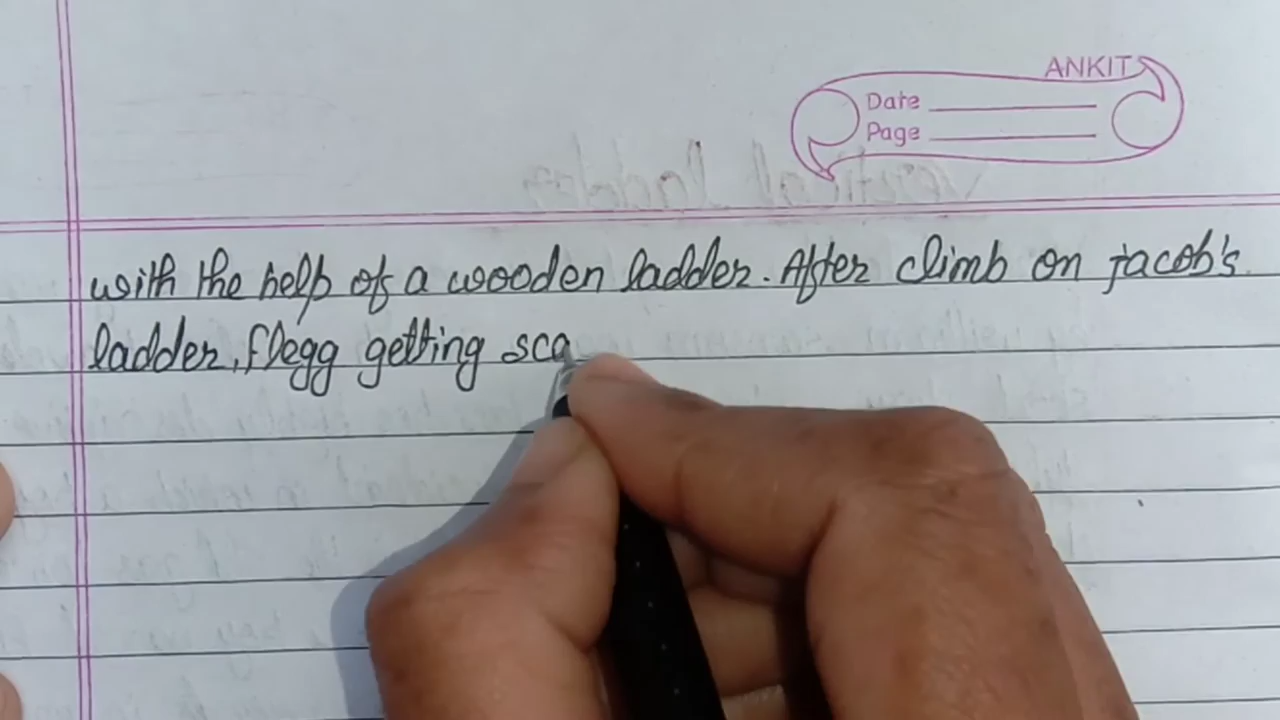 ANKIT
Date
Page
with the help of a wooden ladder. After climb on jacob's
ladder, flegg getting sca